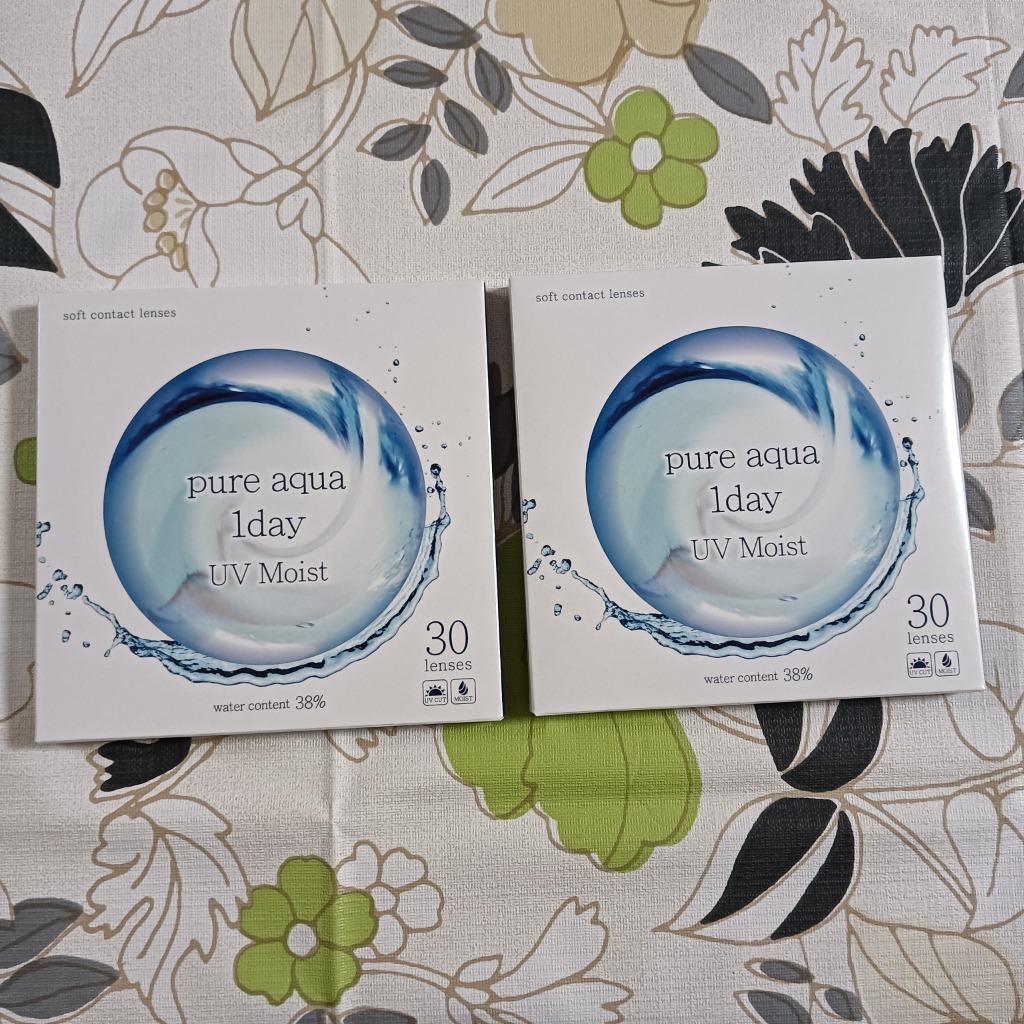 soft contact lenses
pure aqua
1day
UV Moist
30
lenses
UV CUT MOIST
water content 38%
soft contact lenses
pure aqua
1day
UV Moist
30
lenses
UV CUT MOIST
water content 38%